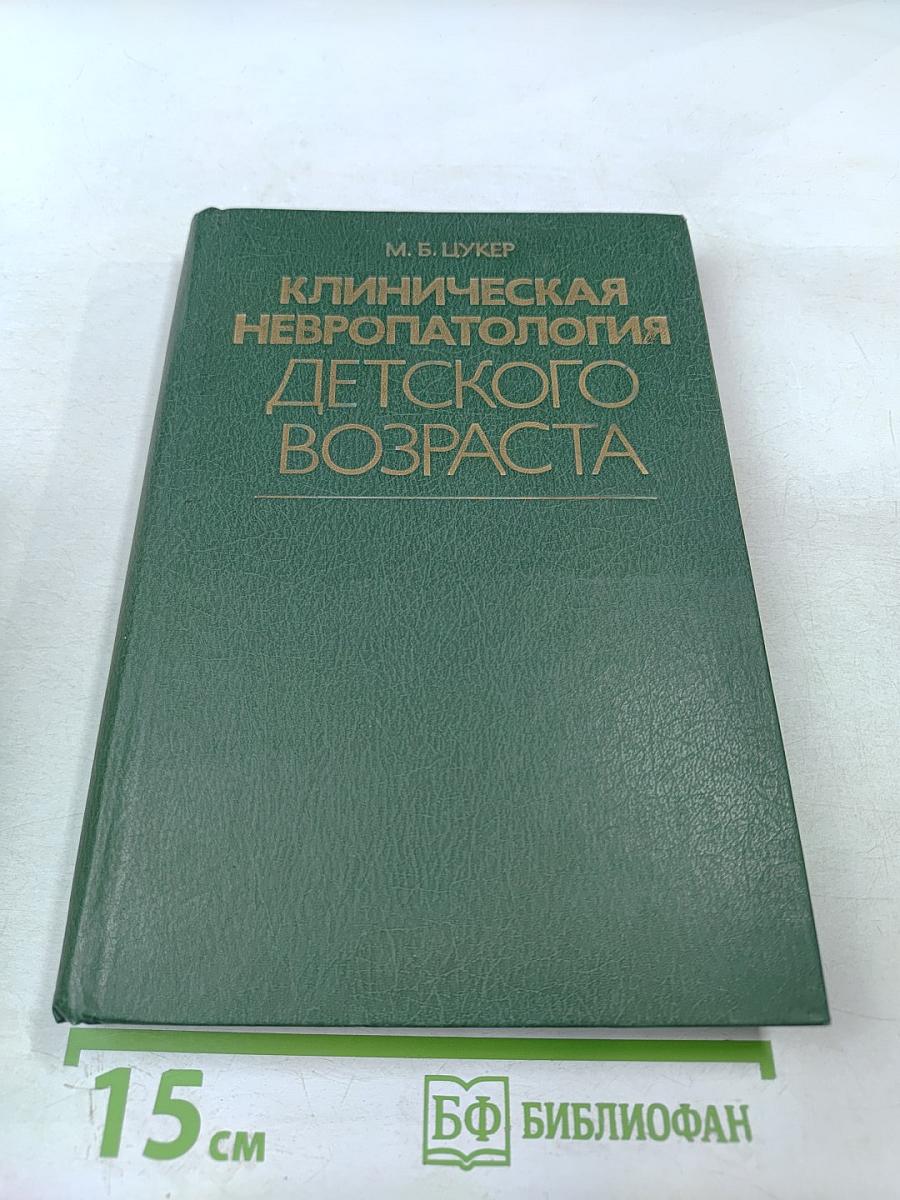 М. Б. ЦУКЕР
КЛИНИЧЕСКАЯ
НЕВРОПАТОЛОГИЯ
ДЕТСКОГО
ВОЗРАСТА
15 см
БФ БИБЛИОФАН